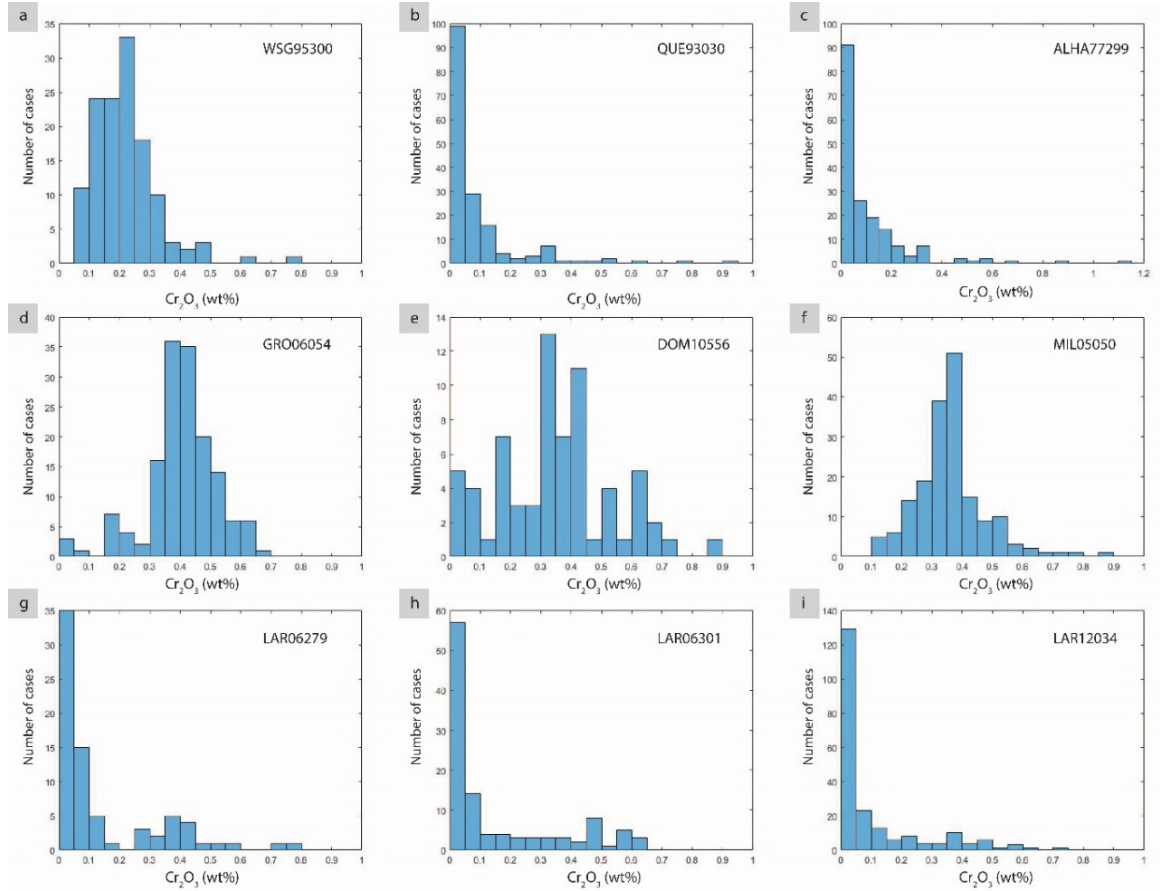 a
WSG95300
Number of cases
35
30
25
20
15
10
5
0
0 0.1 0.2 0.3 0.4 0.5 0.6 0.7 0.8 0.9 1
Cr2O3 (wt%)
b
QUE93030
Number of cases
100
90
80
70
60
50
40
30
20
10
0
0 0.1 0.2 0.3 0.4 0.5 0.6 0.7 0.8 0.9 1
Cr2O3 (wt%)
c
ALHA77299
Number of cases
100
90
80
70
60
50
40
30
20
10
0
0 0.2 0.4 0.6 0.8 1 1.2
Cr2O3 (wt%)
d
GRO06054
Number of cases
40
35
30
25
20
15
10
5
0
0 0.1 0.2 0.3 0.4 0.5 0.6 0.7 0.8 0.9 1
Cr2O3 (wt%)
e
DOM10556
Number of cases
14
12
10
8
6
4
2
0
0 0.1 0.2 0.3 0.4 0.5 0.6 0.7 0.8 0.9 1
Cr2O3 (wt%)
f
MIL05050
Number of cases
60
50
40
30
20
10
0
0 0.1 0.2 0.3 0.4 0.5 0.6 0.7 0.8 0.9 1
Cr2O3 (wt%)
g
LAR06279
Number of cases
35
30
25
20
15
10
5
0
0 0.1 0.2 0.3 0.4 0.5 0.6 0.7 0.8 0.9 1
Cr2O3 (wt%)
h
LAR06301
Number of cases
60
50
40
30
20
10
0
0 0.1 0.2 0.3 0.4 0.5 0.6 0.7 0.8 0.9 1
Cr2O3 (wt%)
i
LAR12034
Number of cases
140
120
100
80
60
40
20
0
0 0.1 0.2 0.3 0.4 0.5 0.6 0.7 0.8 0.9 1
Cr2O3 (wt%)